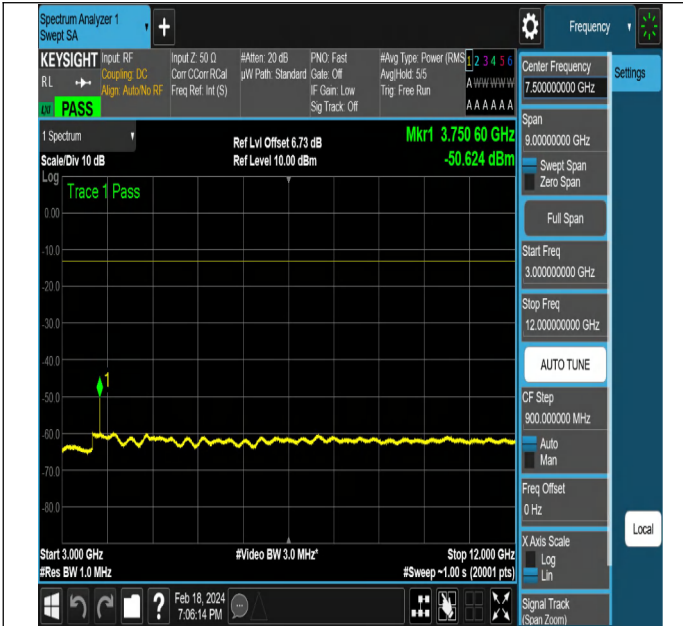 Spectrum Analyzer 1
Swept SA
Frequency
KEYSIGHT
RL
PASS
Input: RF
Coupling: DC
Align: Auto/No RF
Input Z: 50 Ω
Corr CCorr RCal
Freq Ref: Int (S)
#Atten: 20 dB
µW Path: Standard
PNO: Fast
Gate: Off
IF Gain: Low
Sig Track: Off
#Avg Type: Power (RMS
Avg|Hold: 5/5
Trig: Free Run
1 2 3 4 5 6
A W W W W W
A A A A A A
1 Spectrum
Scale/Div 10 dB
Ref Lvl Offset 6.73 dB
Ref Level 10.00 dBm
Mkr1 3.750 60 GHz
-50.624 dBm
Log
Trace 1 Pass
0.00
-10.0
-20.0
-30.0
-40.0
1
-50.0
-60.0
-70.0
-80.0
Start 3.000 GHz
#Res BW 1.0 MHz
#Video BW 3.0 MHz*
Stop 12.000 GHz
#Sweep ~1.00 s (20001 pts)
Feb 18, 2024
7:06:14 PM
Center Frequency
7.500000000 GHz
Settings
Span
9.00000000 GHz
Swept Span
Zero Span
Full Span
Start Freq
3.000000000 GHz
Stop Freq
12.000000000 GHz
AUTO TUNE
CF Step
900.000000 MHz
Auto
Man
Freq Offset
0 Hz
Local
X Axis Scale
Log
Lin
Signal Track
(Span Zoom)